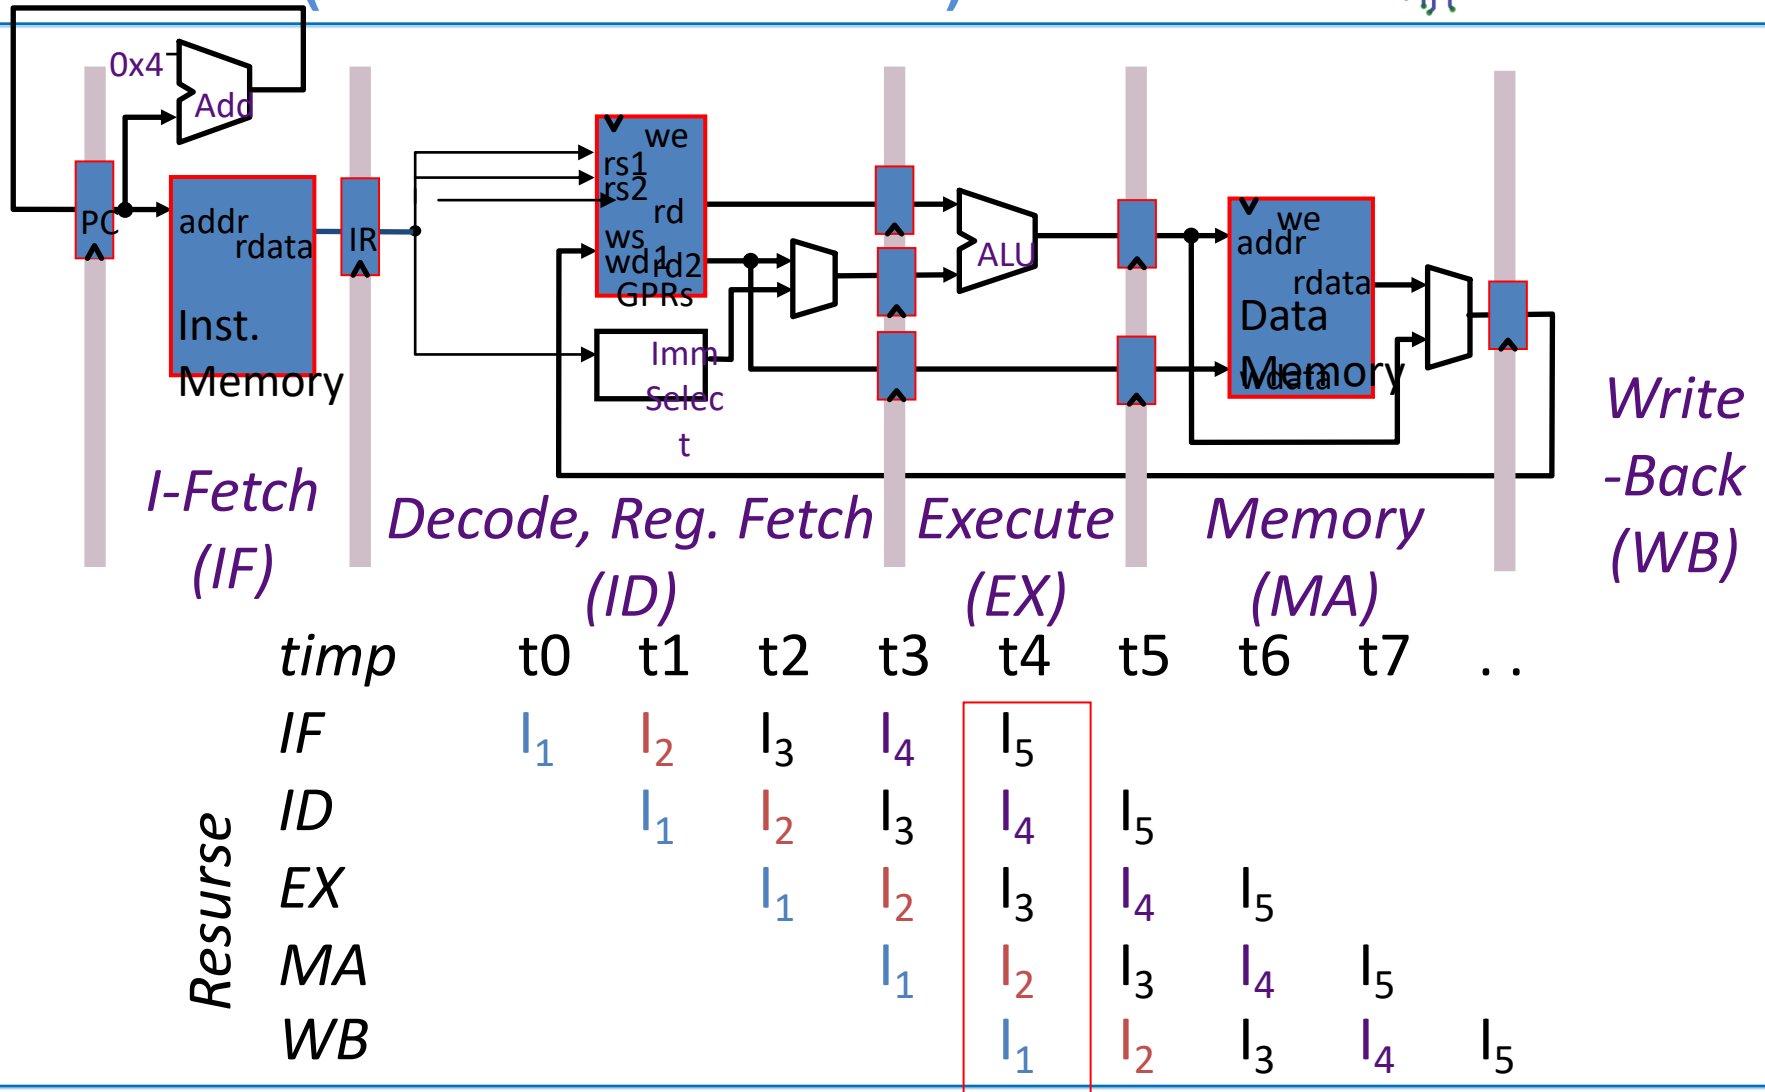 0x4
Add
PC
addr
rdata
Inst.
Memory
IR
we
rs1
rs2
rd
1
ws
wd
rd2
GPRs
Imm
Selec
t
ALU
we
addr
rdata
Data
Memory
wdata
I-Fetch
(IF)
Decode, Reg. Fetch
(ID)
Execute
(EX)
Memory
(MA)
Write
-Back
(WB)
timp t0 t1 t2 t3 t4 t5 t6 t7 . .
Resurse
IF I1 I2 I3 I4 I5
ID I1 I2 I3 I4 I5
EX I1 I2 I3 I4 I5
MA I1 I2 I3 I4 I5
WB I1 I2 I3 I4 I5